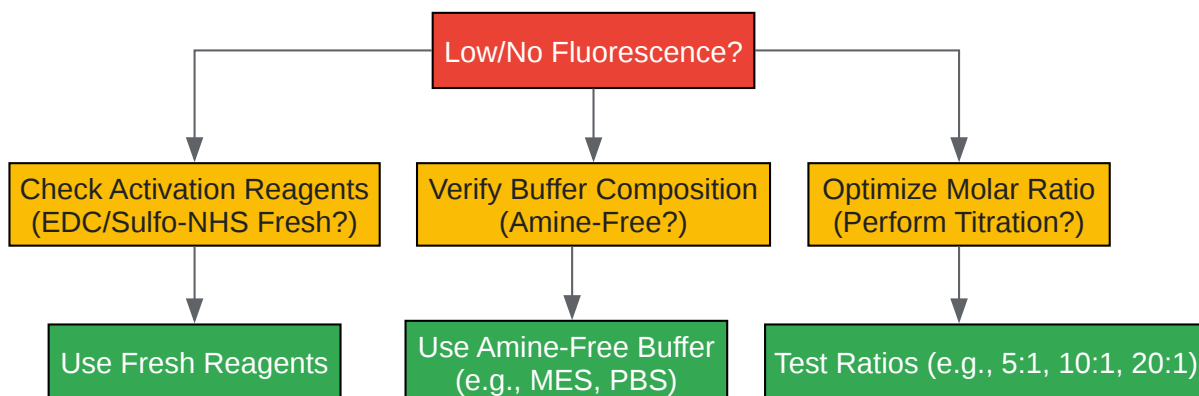 Low/No Fluorescence?
Check Activation Reagents
(EDC/Sulfo-NHS Fresh?)
Verify Buffer Composition
(Amine-Free?)
Optimize Molar Ratio
(Perform Titration?)
Use Fresh Reagents
Use Amine-Free Buffer
(e.g., MES, PBS)
Test Ratios (e.g., 5:1, 10:1, 20:1)